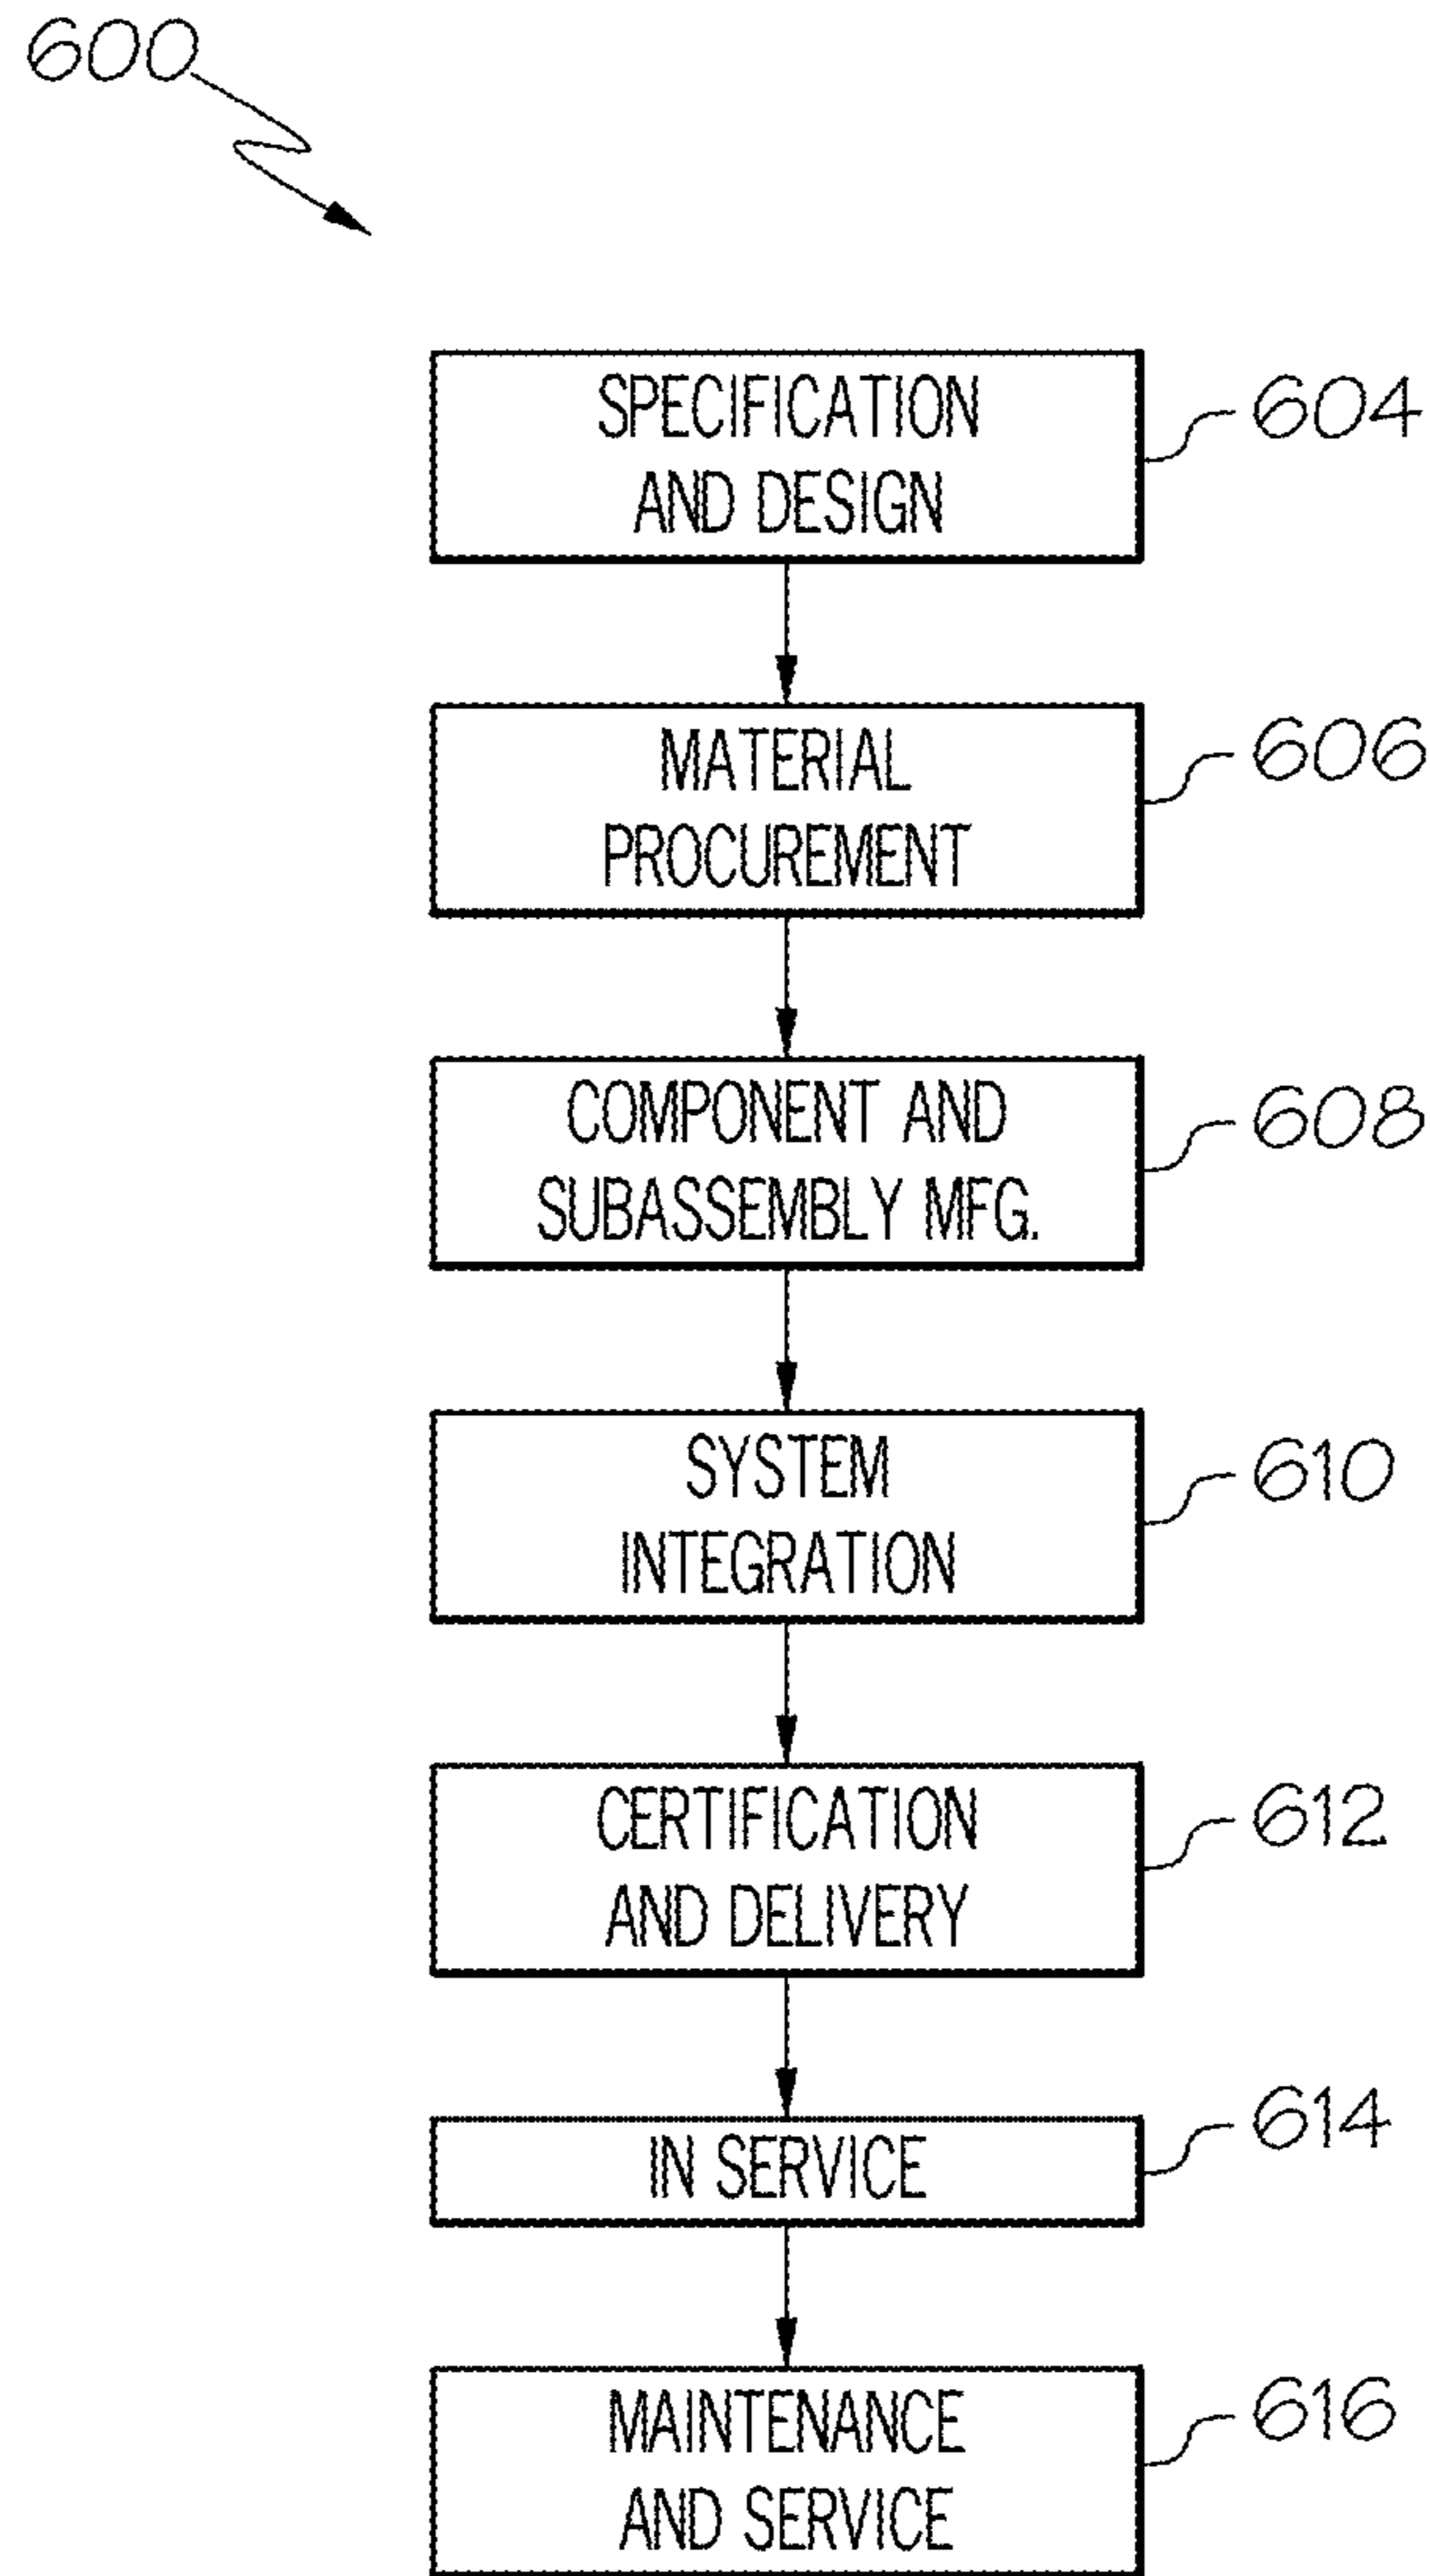 600
SPECIFICATION
AND DESIGN
604
MATERIAL
PROCUREMENT
606
COMPONENT AND
SUBASSEMBLY MFG.
608
SYSTEM
INTEGRATION
610
CERTIFICATION
AND DELIVERY
612
IN SERVICE
614
MAINTENANCE
AND SERVICE
616